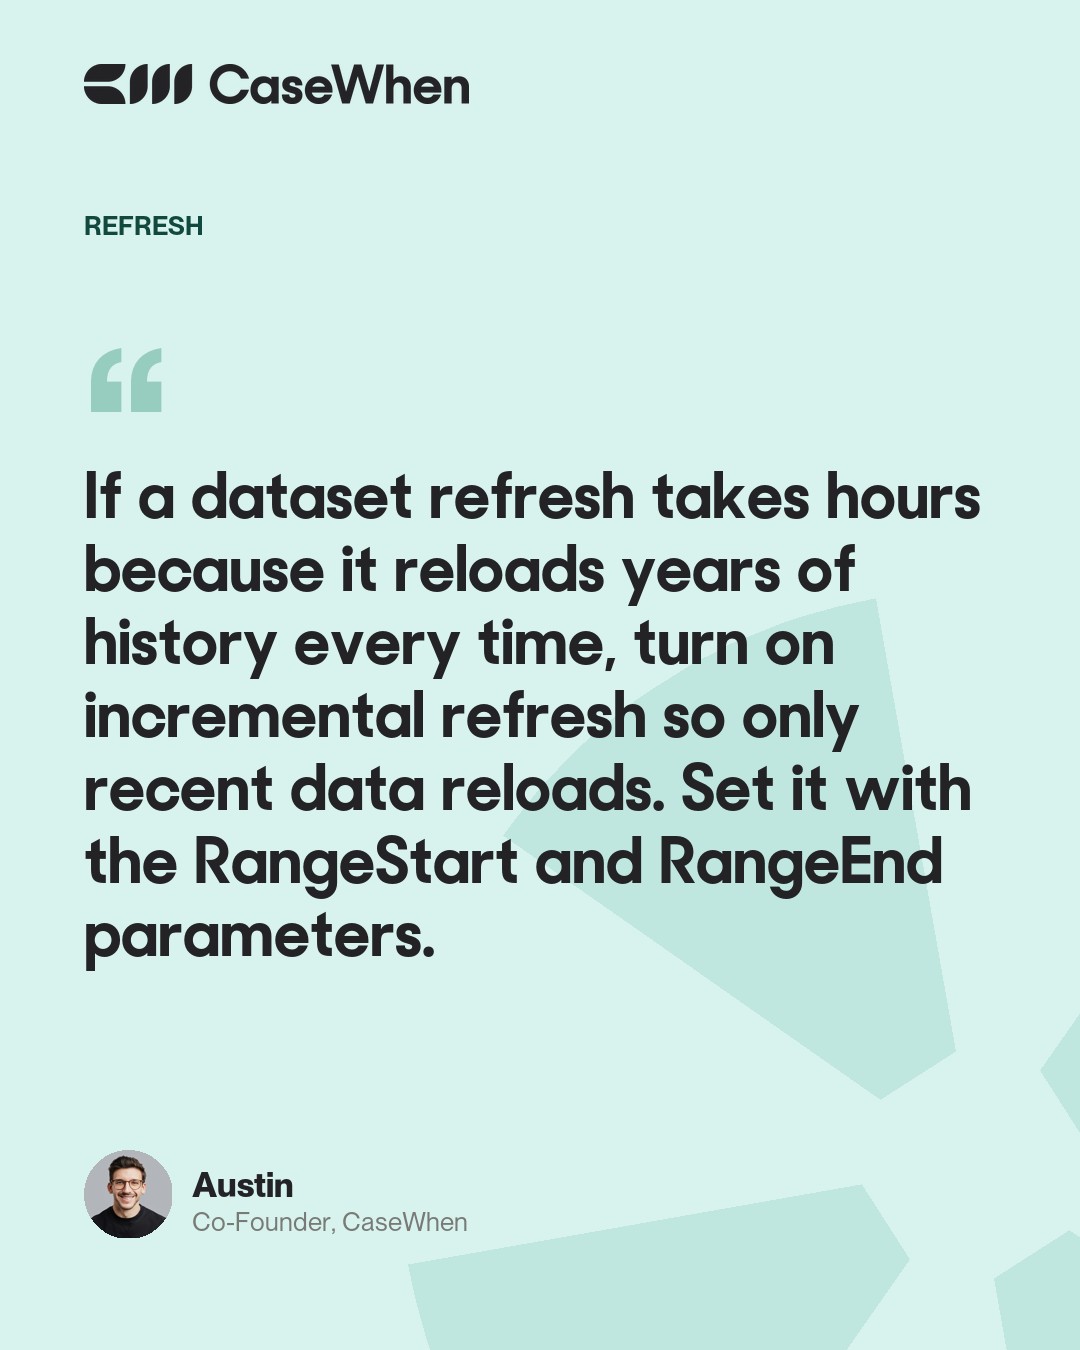 CaseWhen
REFRESH
“
If a dataset refresh takes hours
because it reloads years of
history every time, turn on
incremental refresh so only
recent data reloads. Set it with
the RangeStart and RangeEnd
parameters.
Austin
Co-Founder, CaseWhen